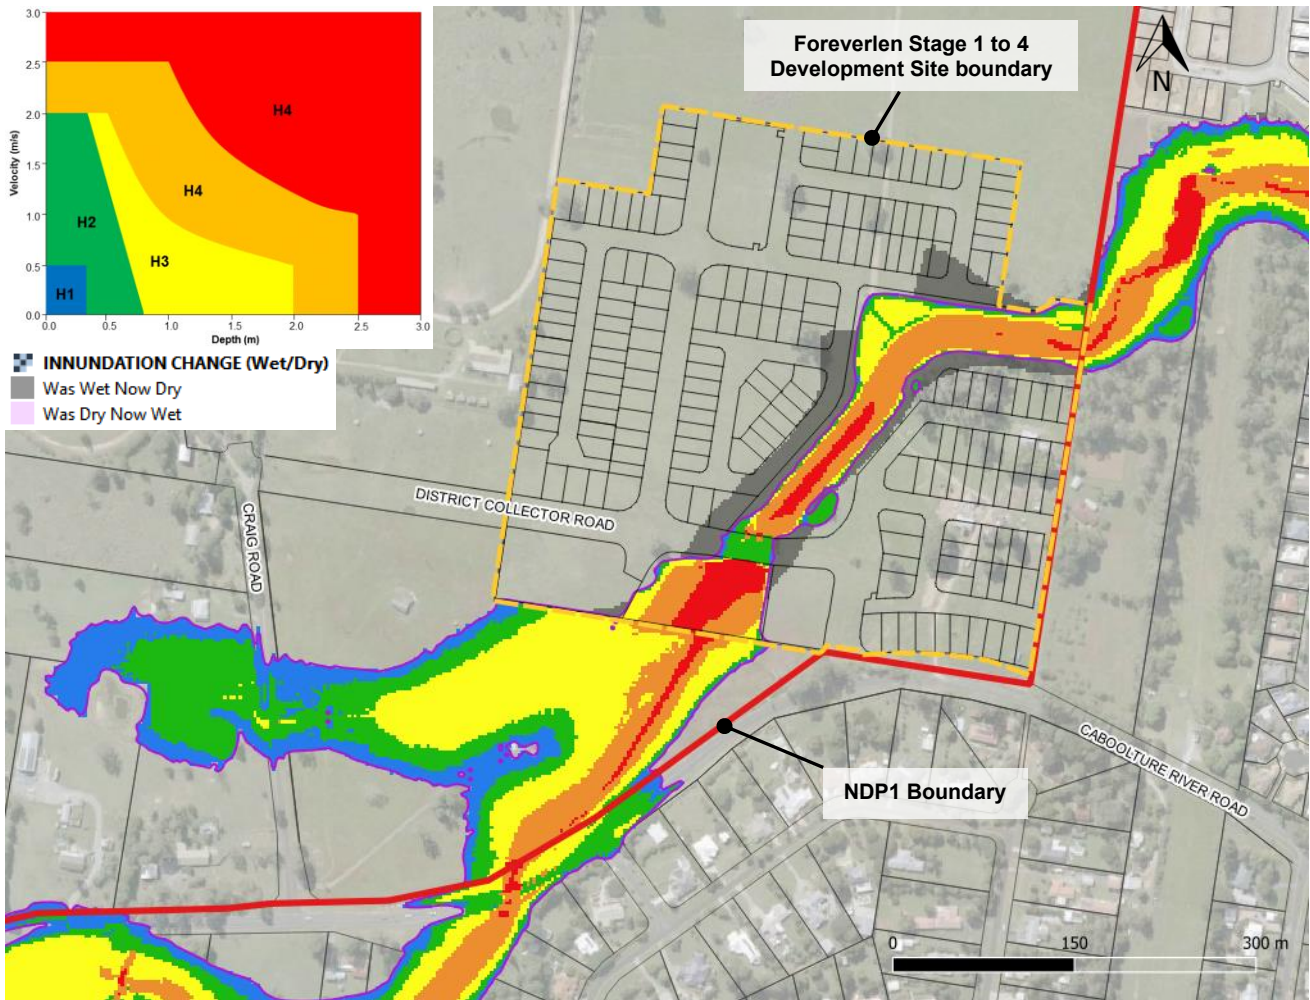 3.0
2.5
2.0
1.5
1.0
0.5
0.0
Velocity (m/s)
H4
H4
H2
H3
H1
0.0
0.5
1.0
1.5
2.0
2.5
3.0
Depth (m)
INNUNDATION CHANGE (Wet/Dry)
Was Wet Now Dry
Was Dry Now Wet
Foreverlen Stage 1 to 4
Development Site boundary
N
DISTRICT COLLECTOR ROAD
CRAIG ROAD
CABOOLTURE RIVER ROAD
NDP1 Boundary
0 150 300 m